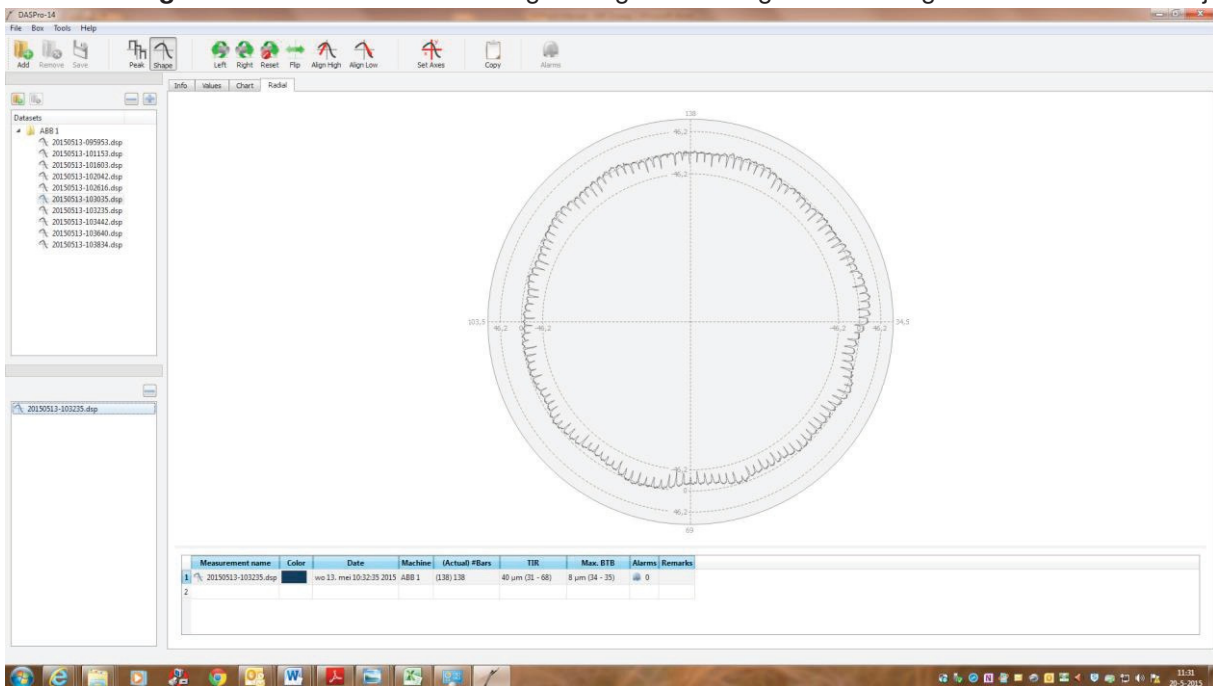 DASPro-14
File Box Tools Help
Add Remove Save Peak Shape Left Right Reset Flip Align High Align Low Set Axes Copy Alarms
Info Values Chart Radial
Datasets
ABB 1
20150513-095953.dsp
20150513-101153.dsp
20150513-101603.dsp
20150513-102042.dsp
20150513-102616.dsp
20150513-103035.dsp
20150513-103235.dsp
20150513-103442.dsp
20150513-103640.dsp
20150513-103834.dsp
20150513-103235.dsp
138
46,2
-46,2
103,5 46,2 0 -46,2 -46,2 46,2 34,5
-46,2
0
46,2
69
Measurement name Color Date Machine (Actual) #Bars TIR Max. BTB Alarms Remarks
1 20150513-103235.dsp wo 13. mei 10:32:35 2015 ABB 1 (138) 138 40 µm (31 - 68) 8 µm (34 - 35) 0
2
11:31
20-5-2015